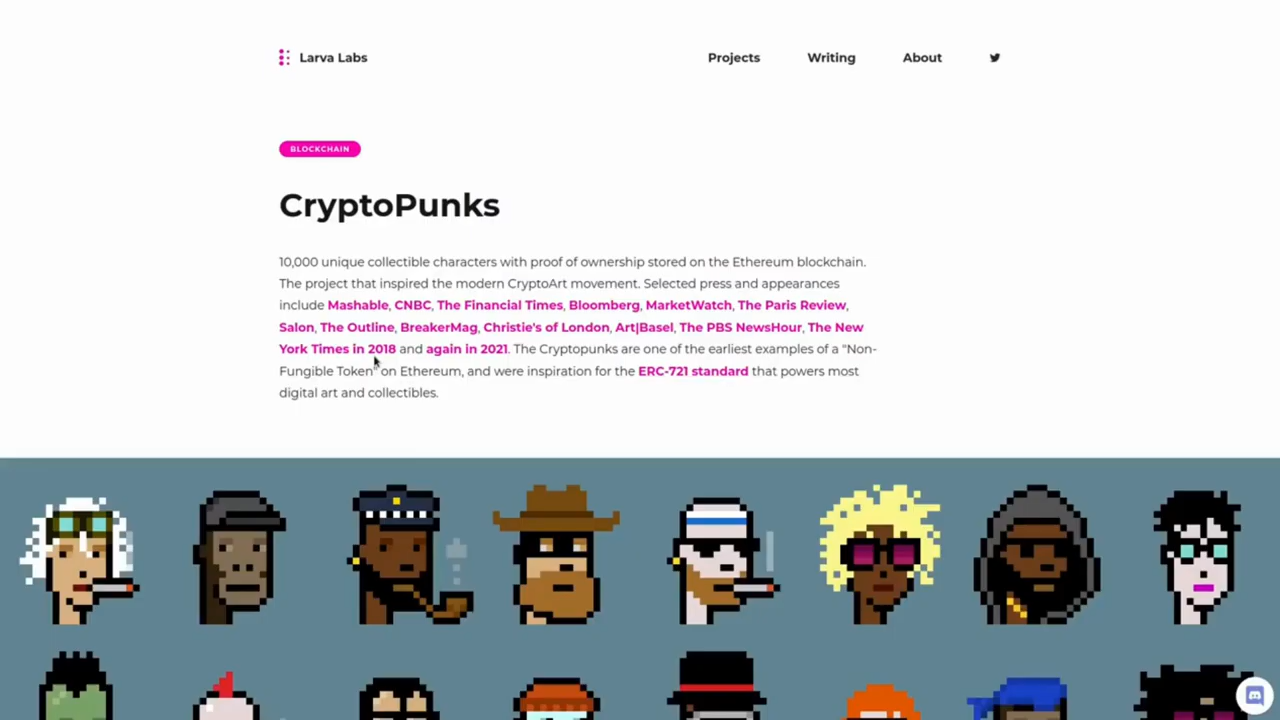 Larva Labs
Projects
Writing
About
BLOCKCHAIN
CryptoPunks
10,000 unique collectible characters with proof of ownership stored on the Ethereum blockchain.
The project that inspired the modern CryptoArt movement. Selected press and appearances
include Mashable, CNBC, The Financial Times, Bloomberg, MarketWatch, The Paris Review,
Salon, The Outline, BreakerMag, Christie's of London, Art|Basel, The PBS NewsHour, The New
York Times in 2018 and again in 2021. The Cryptopunks are one of the earliest examples of a "Non-
Fungible Token" on Ethereum, and were inspiration for the ERC-721 standard that powers most
digital art and collectibles.